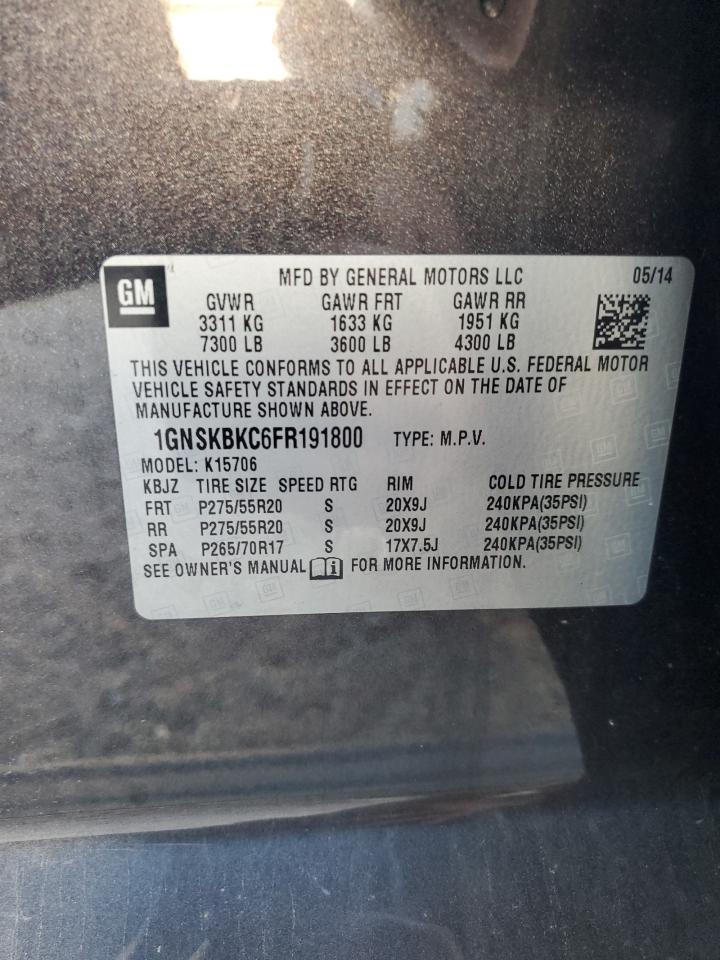 GM
MFD BY GENERAL MOTORS LLC 05/14
GVWR GAWR FRT GAWR RR
3311 KG 1633 KG 1951 KG
7300 LB 3600 LB 4300 LB
THIS VEHICLE CONFORMS TO ALL APPLICABLE U.S. FEDERAL MOTOR
VEHICLE SAFETY STANDARDS IN EFFECT ON THE DATE OF
MANUFACTURE SHOWN ABOVE.
1GNSKBKC6FR191800 TYPE: M.P.V.
MODEL: K15706
KBJZ TIRE SIZE SPEED RTG RIM COLD TIRE PRESSURE
FRT P275/55R20 S 20X9J 240KPA(35PSI)
RR P275/55R20 S 20X9J 240KPA(35PSI)
SPA P265/70R17 S 17X7.5J 240KPA(35PSI)
SEE OWNER'S MANUAL FOR MORE INFORMATION.